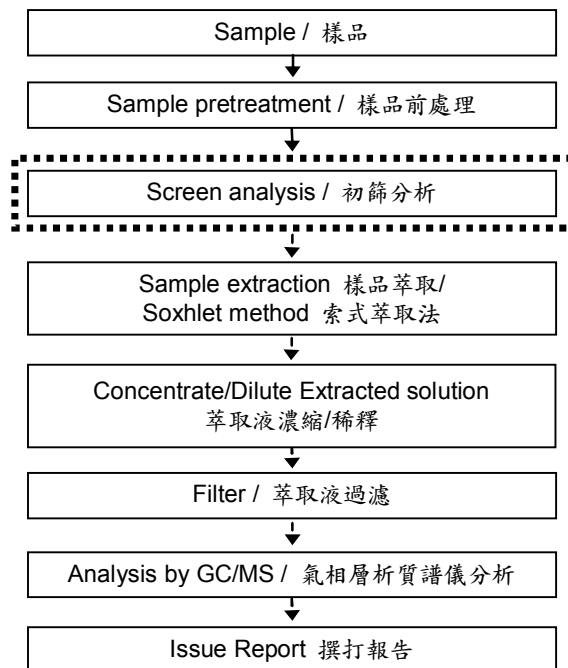 Sample / 樣品
Sample pretreatment / 樣品前處理
Screen analysis / 初篩分析
Sample extraction 樣品萃取/
Soxhlet method 索式萃取法
Concentrate/Dilute Extracted solution
萃取液濃縮/稀釋
Filter / 萃取液過濾
Analysis by GC/MS / 氣相層析質譜儀分析
Issue Report 撰打報告